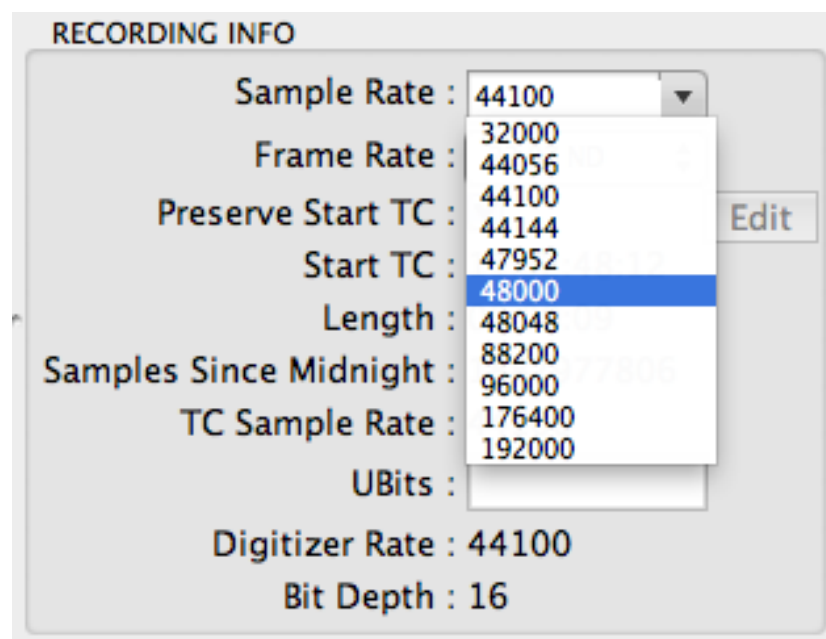 RECORDING INFO
Sample Rate : 44100
32000
44056
44100
44144
47952
48000
48048
88200
96000
176400
192000
Frame Rate : ND
Preserve Start TC : Edit
Start TC :
Length :
Samples Since Midnight :
TC Sample Rate :
UBits :
Digitizer Rate : 44100
Bit Depth : 16